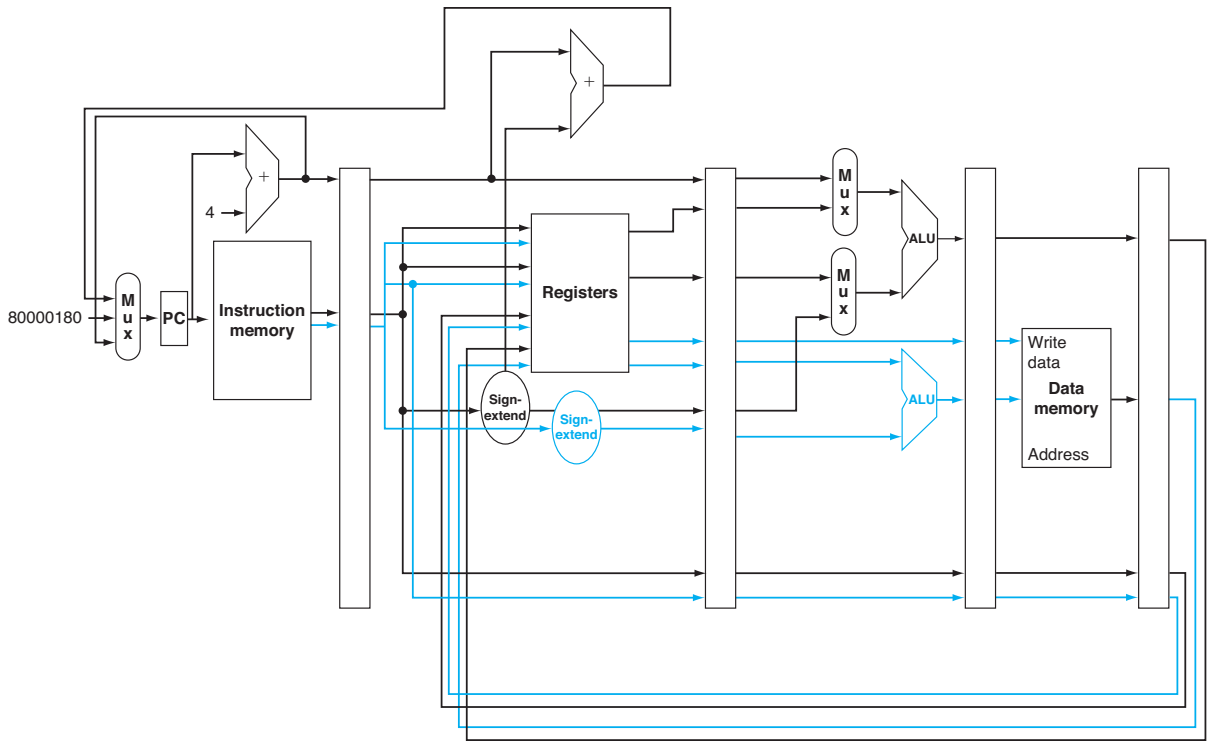 +
+
4
M
u
x
80000180
PC
Instruction
memory
Registers
Sign-
extend
Sign-
extend
M
u
x
M
u
x
ALU
ALU
Write
data
Data
memory
Address